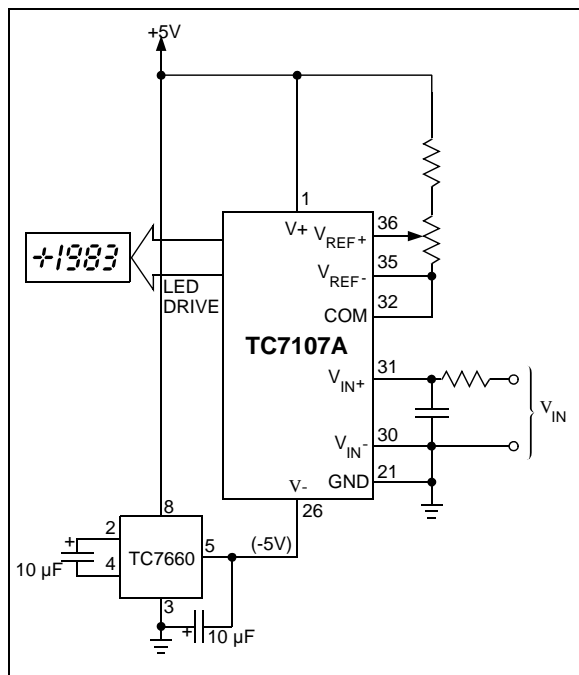 +5V
1
V+
36
VREF+
35
VREF-
32
COM
+1983
LED
DRIVE
TC7107A
31
VIN+
VIN
30
VIN-
21
GND
V-
26
8
2
+
4
10 µF
TC7660
5
(-5V)
3
+
10 µF